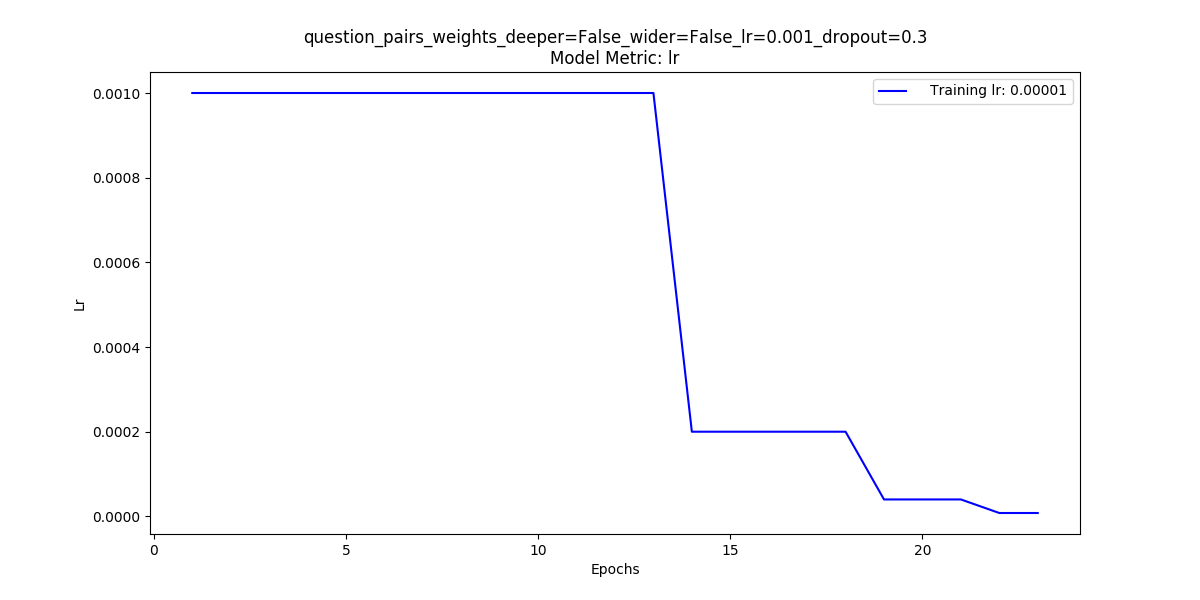 question_pairs_weights_deeper=False_wider=False_lr=0.001_dropout=0.3
Model Metric: lr
Training lr: 0.00001
0.0010
0.0008
0.0006
0.0004
0.0002
0.0000
Lr
0 5 10 15 20
Epochs